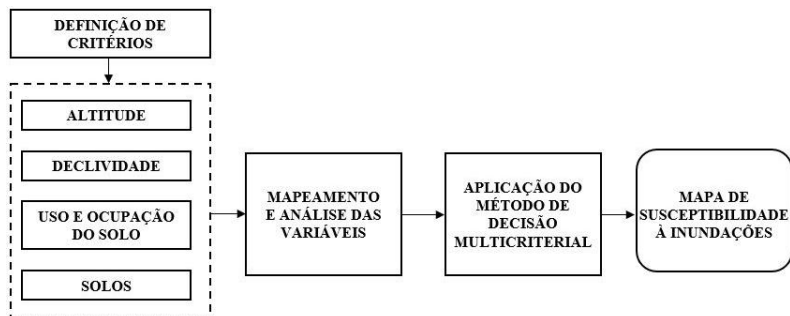 DEFINIÇÃO DE
CRITÉRIOS
ALTITUDE
DECLIVIDADE
USO E OCUPAÇÃO
DO SOLO
SOLOS
MAPEAMENTO
E ANÁLISE DAS
VARIÁVEIS
APLICAÇÃO DO
MÉTODO DE
DECISÃO
MULTICRITERIAL
MAPA DE
SUSCEPTIBILIDADE
À INUNDAÇÕES